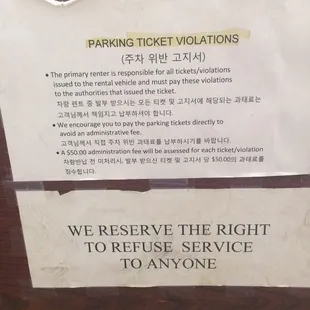 PARKING TICKET VIOLATIONS
(주차 위반 고지서)
• The primary renter is responsible for all tickets/violations
issued to the rental vehicle and must pay these violations
to the authorities that issued the ticket.
차량 렌트 중 발부 받으시는 모든 티켓 및 고지서에 해당되는 과태료는
고객님께서 책임지고 납부하셔야 합니다.
• We encourage you to pay the parking tickets directly to
avoid an administrative fee.
고객님께서 직접 주차 위반 과태료를 납부하시기를 바랍니다.
• A $50.00 administration fee will be assessed for each ticket/violation
차량반납 전 미처리시, 발부 받으신 티켓 및 고지서 당 $50.00의 과태료를
징수합니다.
WE RESERVE THE RIGHT
TO REFUSE SERVICE
TO ANYONE